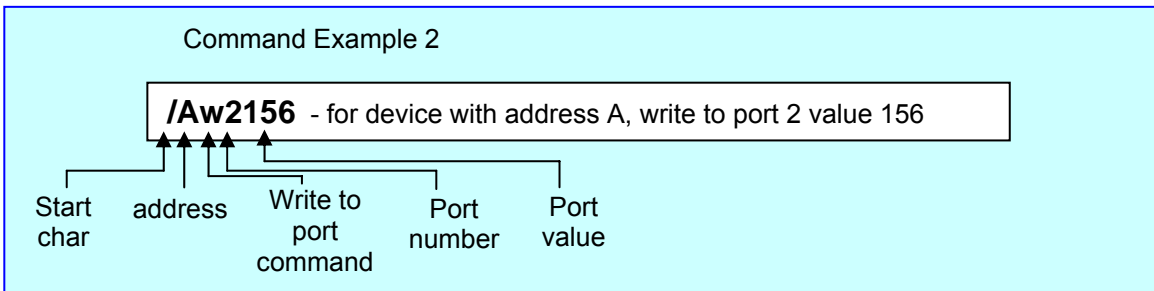 Command Example 2
/Aw2156 - for device with address A, write to port 2 value 156
Start char
address
Write to port command
Port number
Port value